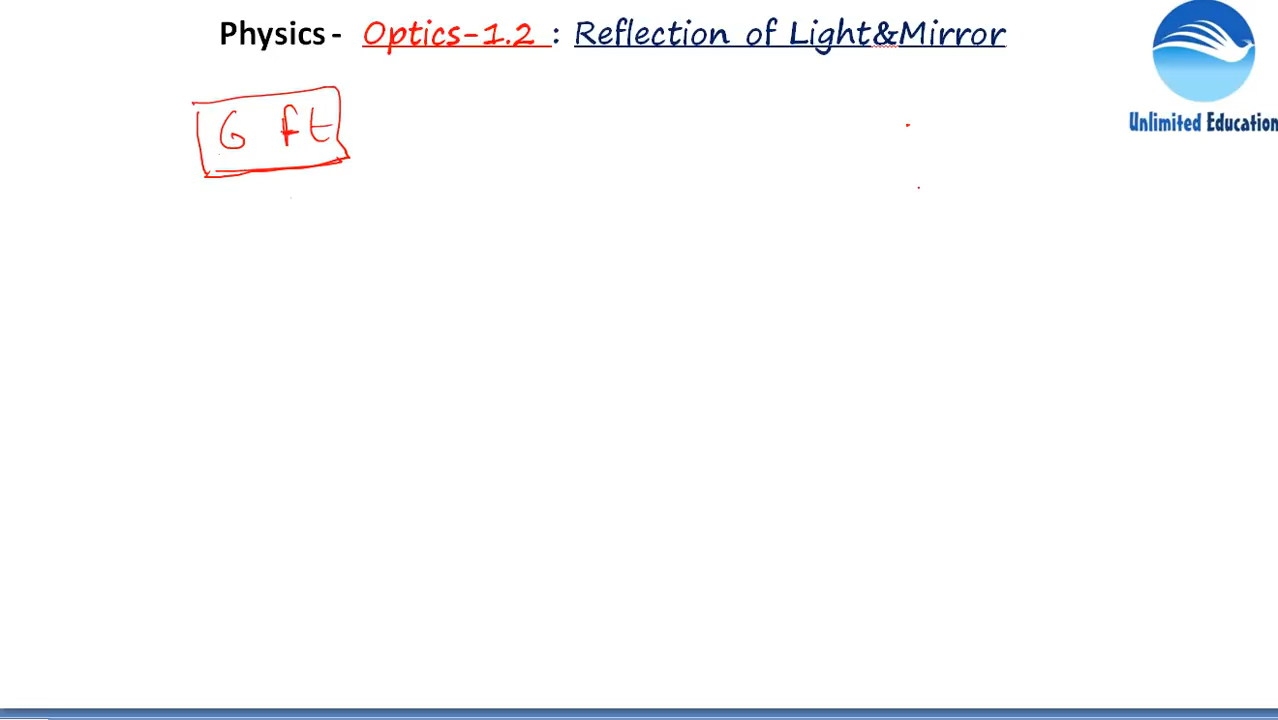 Physics - Optics-1.2 : Reflection of Light&Mirror
Unlimited Education
6 ft